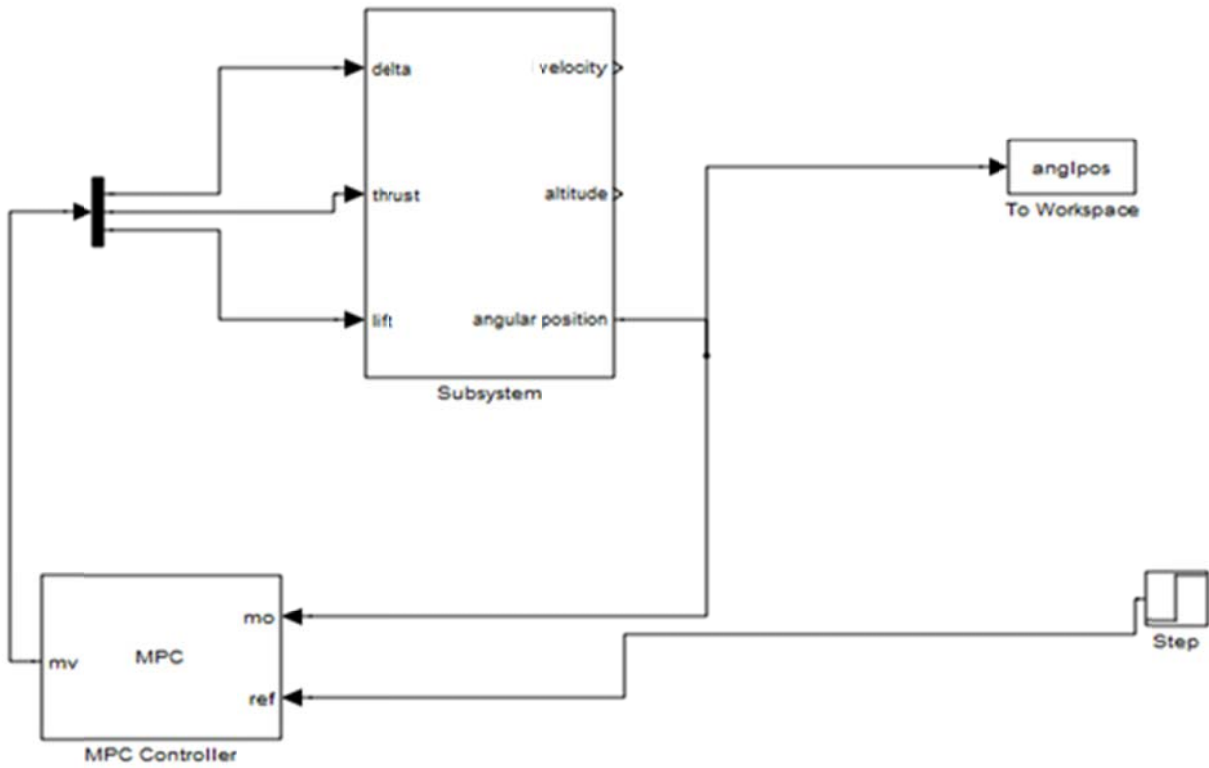 delta
velocity
thrust
altitude
lift
angular position
Subsystem
anglpos
To Workspace
mo
MPC
mv
ref
MPC Controller
Step